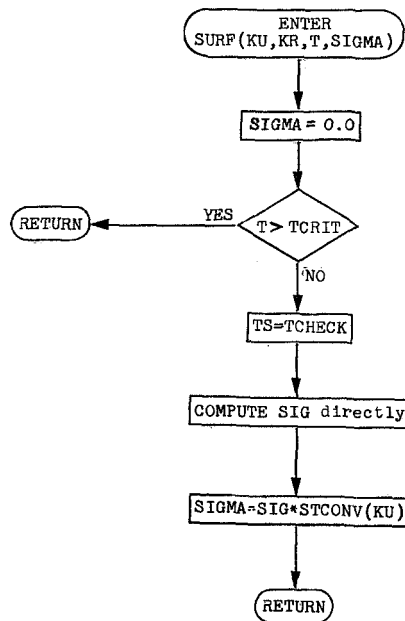 ENTER
SURF(KU,KR,T,SIGMA)
SIGMA = 0.0
YES
RETURN
T> TCRIT
NO
TS=TCHECK
COMPUTE SIG directly
SIGMA=SIG*STCONV(KU)
RETURN